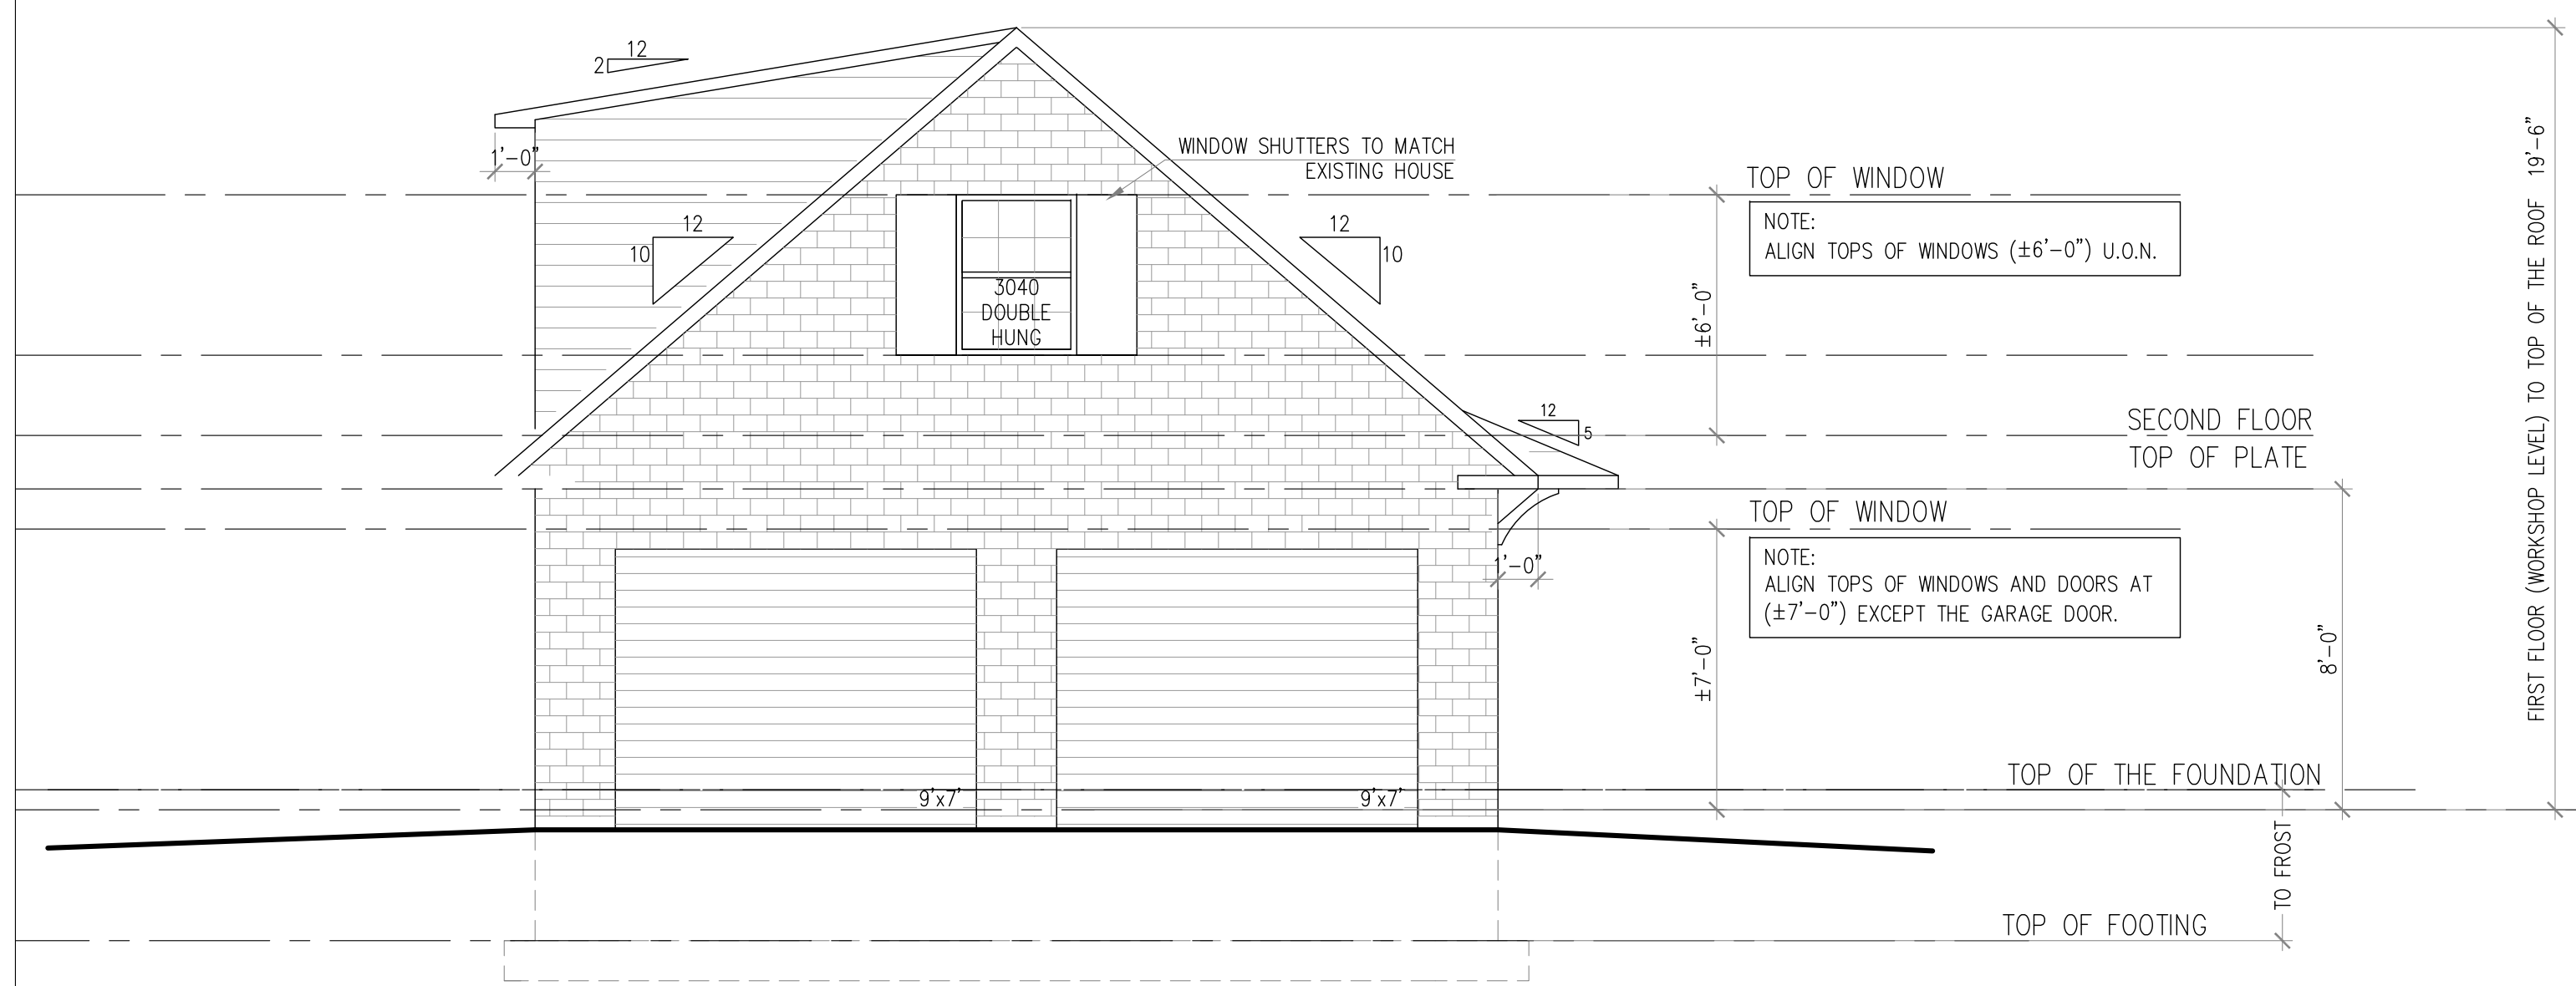 12
2
1'-0"
WINDOW SHUTTERS TO MATCH
EXISTING HOUSE
TOP OF WINDOW
NOTE:
ALIGN TOPS OF WINDOWS (±6'-0") U.O.N.
12
10
12
10
3040
DOUBLE
HUNG
±6'-0"
12
5
SECOND FLOOR
TOP OF PLATE
TOP OF WINDOW
NOTE:
ALIGN TOPS OF WINDOWS AND DOORS AT
(±7'-0") EXCEPT THE GARAGE DOOR.
1'-0"
±7'-0"
8'-0"
FIRST FLOOR (WORKSHOP LEVEL) TO TOP OF THE ROOF 19'-6"
TOP OF THE FOUNDATION
9'x7'
9'x7'
TO FROST
TOP OF FOOTING